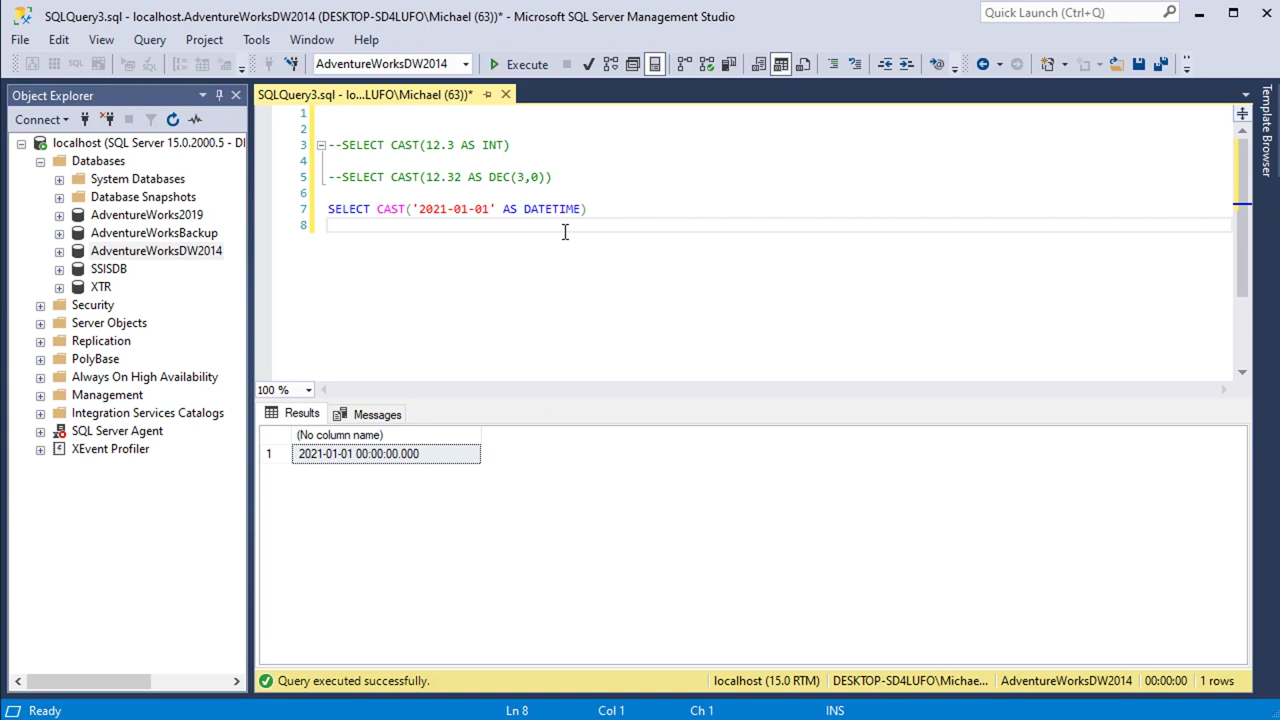 SQLQuery3.sql - localhost.AdventureWorksDW2014 (DESKTOP-SD4LUFO\Michael (63))* - Microsoft SQL Server Management Studio
Quick Launch (Ctrl+Q)
File Edit View Query Project Tools Window Help
AdventureWorksDW2014 Execute
Object Explorer
Connect
localhost (SQL Server 15.0.2000.5 - DI
Databases
System Databases
Database Snapshots
AdventureWorks2019
AdventureWorksBackup
AdventureWorksDW2014
SSISDB
XTR
Security
Server Objects
Replication
PolyBase
Always On High Availability
Management
Integration Services Catalogs
SQL Server Agent
XEvent Profiler
SQLQuery3.sql - lo...LUFO\Michael (63))*
1
2
3 --SELECT CAST(12.3 AS INT)
4
5 --SELECT CAST(12.32 AS DEC(3,0))
6
7 SELECT CAST('2021-01-01' AS DATETIME)
8
100 %
Results Messages
(No column name)
1 2021-01-01 00:00:00.000
Query executed successfully. localhost (15.0 RTM) DESKTOP-SD4LUFO\Michae... AdventureWorksDW2014 00:00:00 1 rows
Template Browser
Ready Ln 8 Col 1 Ch 1 INS